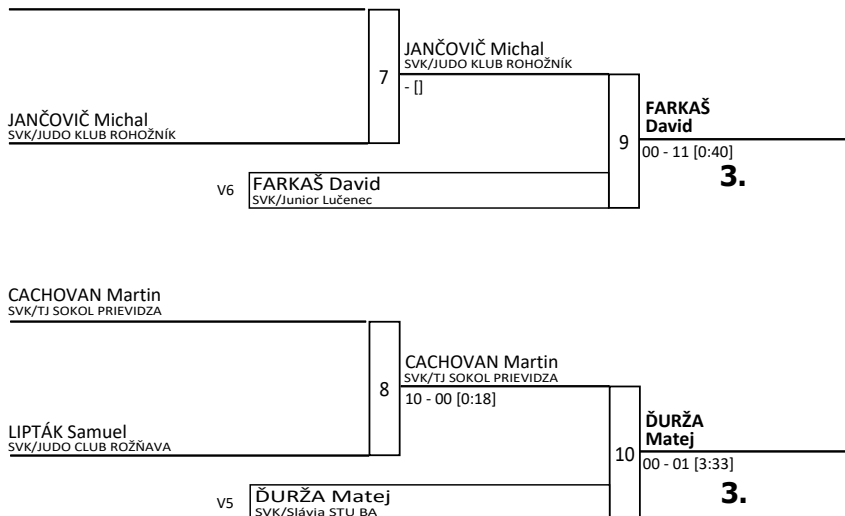 JANČOVIČ Michal
SVK/JUDO KLUB ROHOŽNÍK
7
- []
JANČOVIČ Michal
SVK/JUDO KLUB ROHOŽNÍK
FARKAŠ
David
9
00 - 11 [0:40]
3.
V6
FARKAŠ David
SVK/Junior Lučenec
CACHOVAN Martin
SVK/TJ SOKOL PRIEVIDZA
CACHOVAN Martin
SVK/TJ SOKOL PRIEVIDZA
8
10 - 00 [0:18]
LIPTÁK Samuel
SVK/JUDO CLUB ROŽŇAVA
ĎURŽA
Matej
10
00 - 01 [3:33]
3.
V5
ĎURŽA Matej
SVK/Slávia STU BA